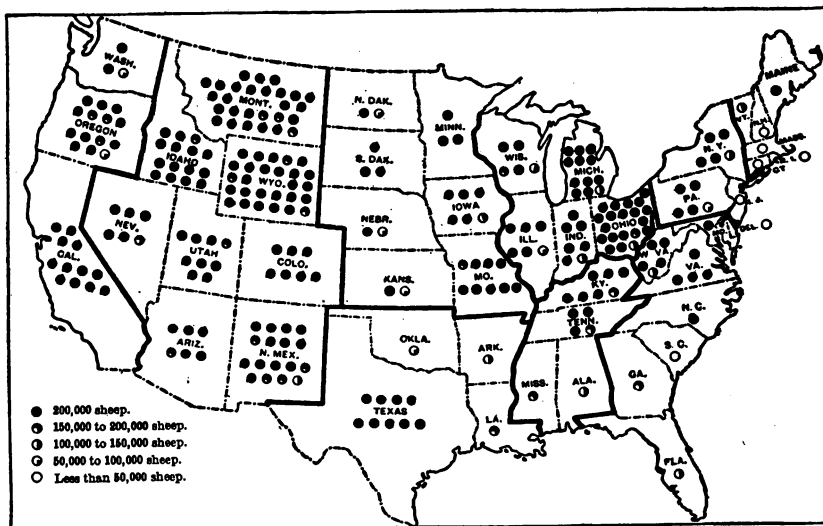 WASH.
MONT.
N. DAK.
MINN.
MAINE
OREGON
IDAHO
WYO.
S. DAK.
WIS.
MICH.
N. Y.
VT.
N.H.
MASS.
CT.
IOWA
NEBR.
PA.
N. J.
NEV.
UTAH
COLO.
ILL.
IND.
OHIO
DEL.
CAL.
KANS.
MO.
KY.
W. VA.
VA.
N. C.
TENN.
ARIZ.
N. MEX.
OKLA.
ARK.
S. C.
TEXAS
MISS.
ALA.
GA.
LA.
FLA.
200,000 sheep.
150,000 to 200,000 sheep.
100,000 to 150,000 sheep.
50,000 to 100,000 sheep.
Less than 50,000 sheep.